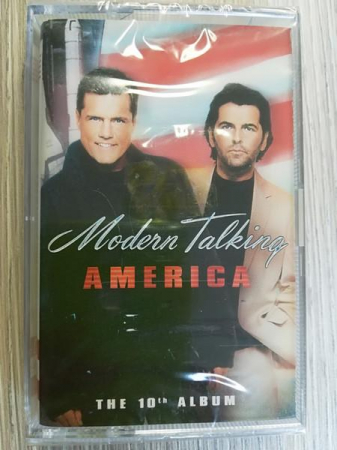 Modern Talking
AMERICA
THE 10th ALBUM